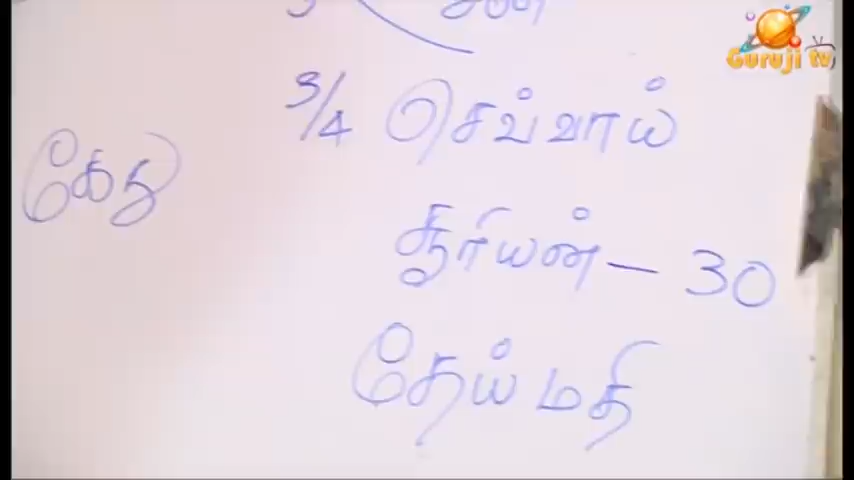 Guruji tv
3/4 செவ்வாய்
கேது
சூரியன் - 30
தேய்மதி